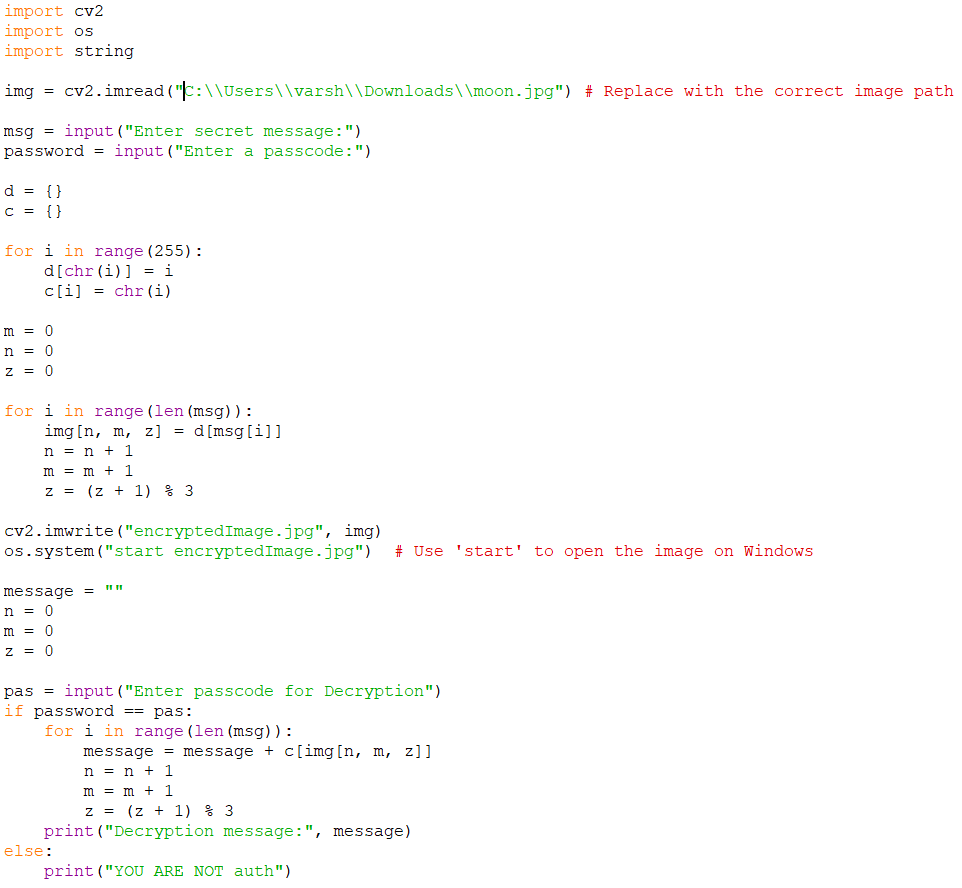 import cv2
import os
import string

img = cv2.imread("C:\\Users\\varsh\\Downloads\\moon.jpg") # Replace with the correct image path

msg = input("Enter secret message:")
password = input("Enter a passcode:")

d = {}
c = {}

for i in range(255):
    d[chr(i)] = i
    c[i] = chr(i)

m = 0
n = 0
z = 0

for i in range(len(msg)):
    img[n, m, z] = d[msg[i]]
    n = n + 1
    m = m + 1
    z = (z + 1) % 3

cv2.imwrite("encryptedImage.jpg", img)
os.system("start encryptedImage.jpg")  # Use 'start' to open the image on Windows

message = ""
n = 0
m = 0
z = 0

pas = input("Enter passcode for Decryption")
if password == pas:
    for i in range(len(msg)):
        message = message + c[img[n, m, z]]
        n = n + 1
        m = m + 1
        z = (z + 1) % 3
    print("Decryption message:", message)
else:
    print("YOU ARE NOT auth")